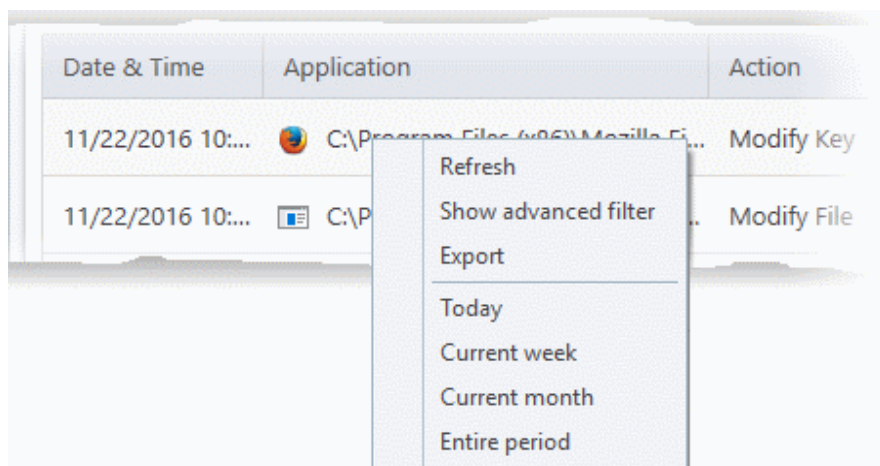 Date & Time Application Action
11/22/2016 10:... C:\Program Files (x86)\Mozilla Fi... Modify Key
Refresh
11/22/2016 10:... C:\P Show advanced filter .. Modify File
Export
Today
Current week
Current month
Entire period